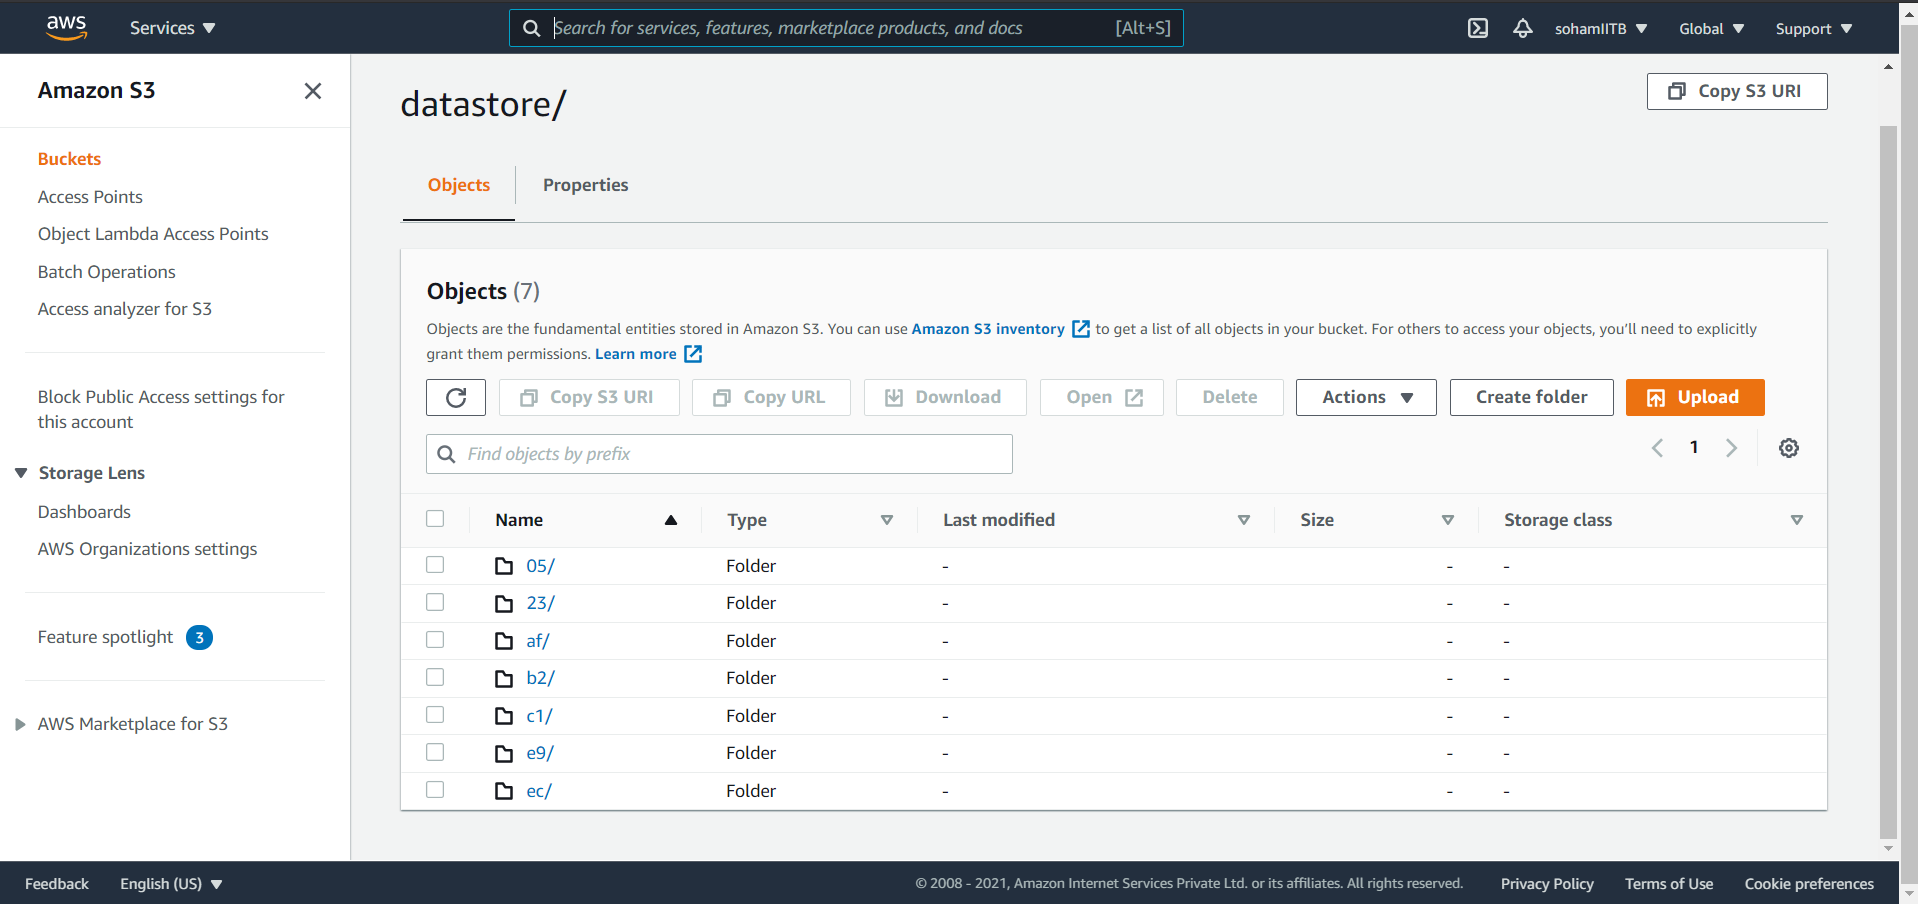 aws Services Search for services, features, marketplace products, and docs [Alt+S] sohamIITB Global Support
Amazon S3
Buckets
Access Points
Object Lambda Access Points
Batch Operations
Access analyzer for S3
Block Public Access settings for
this account
Storage Lens
Dashboards
AWS Organizations settings
Feature spotlight 3
AWS Marketplace for S3
datastore/
Copy S3 URI
Objects Properties
Objects (7)
Objects are the fundamental entities stored in Amazon S3. You can use Amazon S3 inventory to get a list of all objects in your bucket. For others to access your objects, you'll need to explicitly
grant them permissions. Learn more
Copy S3 URI Copy URL Download Open Delete Actions Create folder Upload
Find objects by prefix 1
Name Type Last modified Size Storage class
05/ Folder - - -
23/ Folder - - -
af/ Folder - - -
b2/ Folder - - -
c1/ Folder - - -
e9/ Folder - - -
ec/ Folder - - -
Feedback English (US) © 2008 - 2021, Amazon Internet Services Private Ltd. or its affiliates. All rights reserved. Privacy Policy Terms of Use Cookie preferences